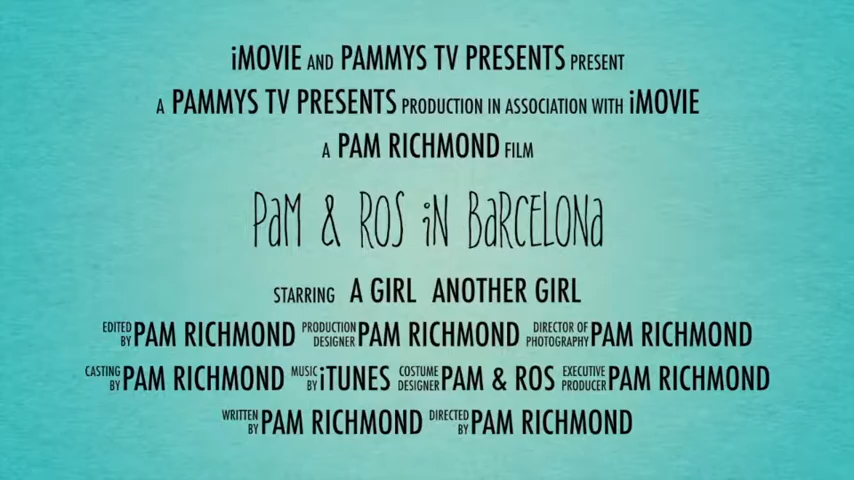 iMOVIE AND PAMMYS TV PRESENTS PRESENT
A PAMMYS TV PRESENTS PRODUCTION IN ASSOCIATION WITH iMOVIE
A PAM RICHMOND FILM
PaM & ROS iN BaRCELONa
STARRING A GIRL ANOTHER GIRL
EDITED BY PAM RICHMOND PRODUCTION DESIGNER PAM RICHMOND DIRECTOR OF PHOTOGRAPHY PAM RICHMOND
CASTING BY PAM RICHMOND MUSIC BY iTUNES COSTUME DESIGNER PAM & ROS EXECUTIVE PRODUCER PAM RICHMOND
WRITTEN BY PAM RICHMOND DIRECTED BY PAM RICHMOND